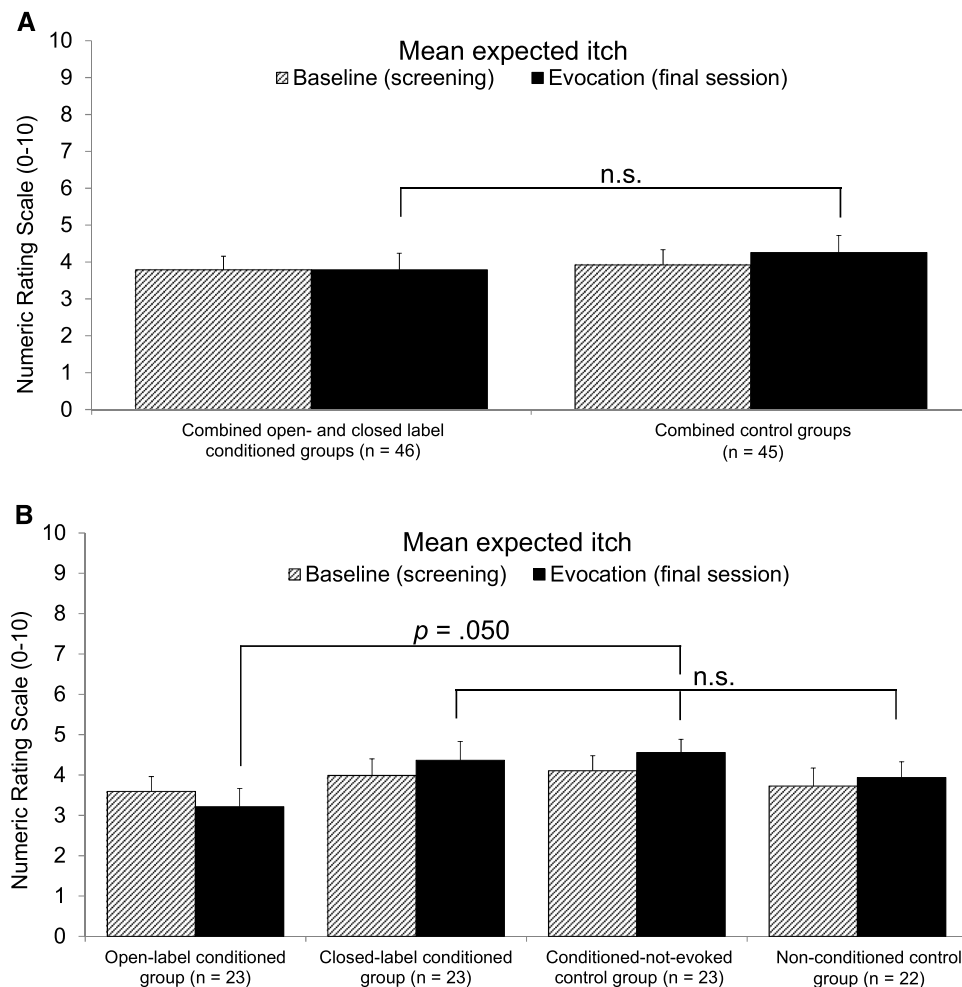 A
Mean expected itch
Baseline (screening) Evocation (final session)
Numeric Rating Scale (0-10)
10
9
8
7
6
5
4
3
2
1
0
n.s.
Combined open- and closed label
conditioned groups (n = 46)
Combined control groups
(n = 45)
B
Mean expected itch
Baseline (screening) Evocation (final session)
Numeric Rating Scale (0-10)
10
9
8
7
6
5
4
3
2
1
0
p = .050
n.s.
Open-label conditioned
group (n = 23)
Closed-label conditioned
group (n = 23)
Conditioned-not-evoked
control group (n = 23)
Non-conditioned control
group (n = 22)